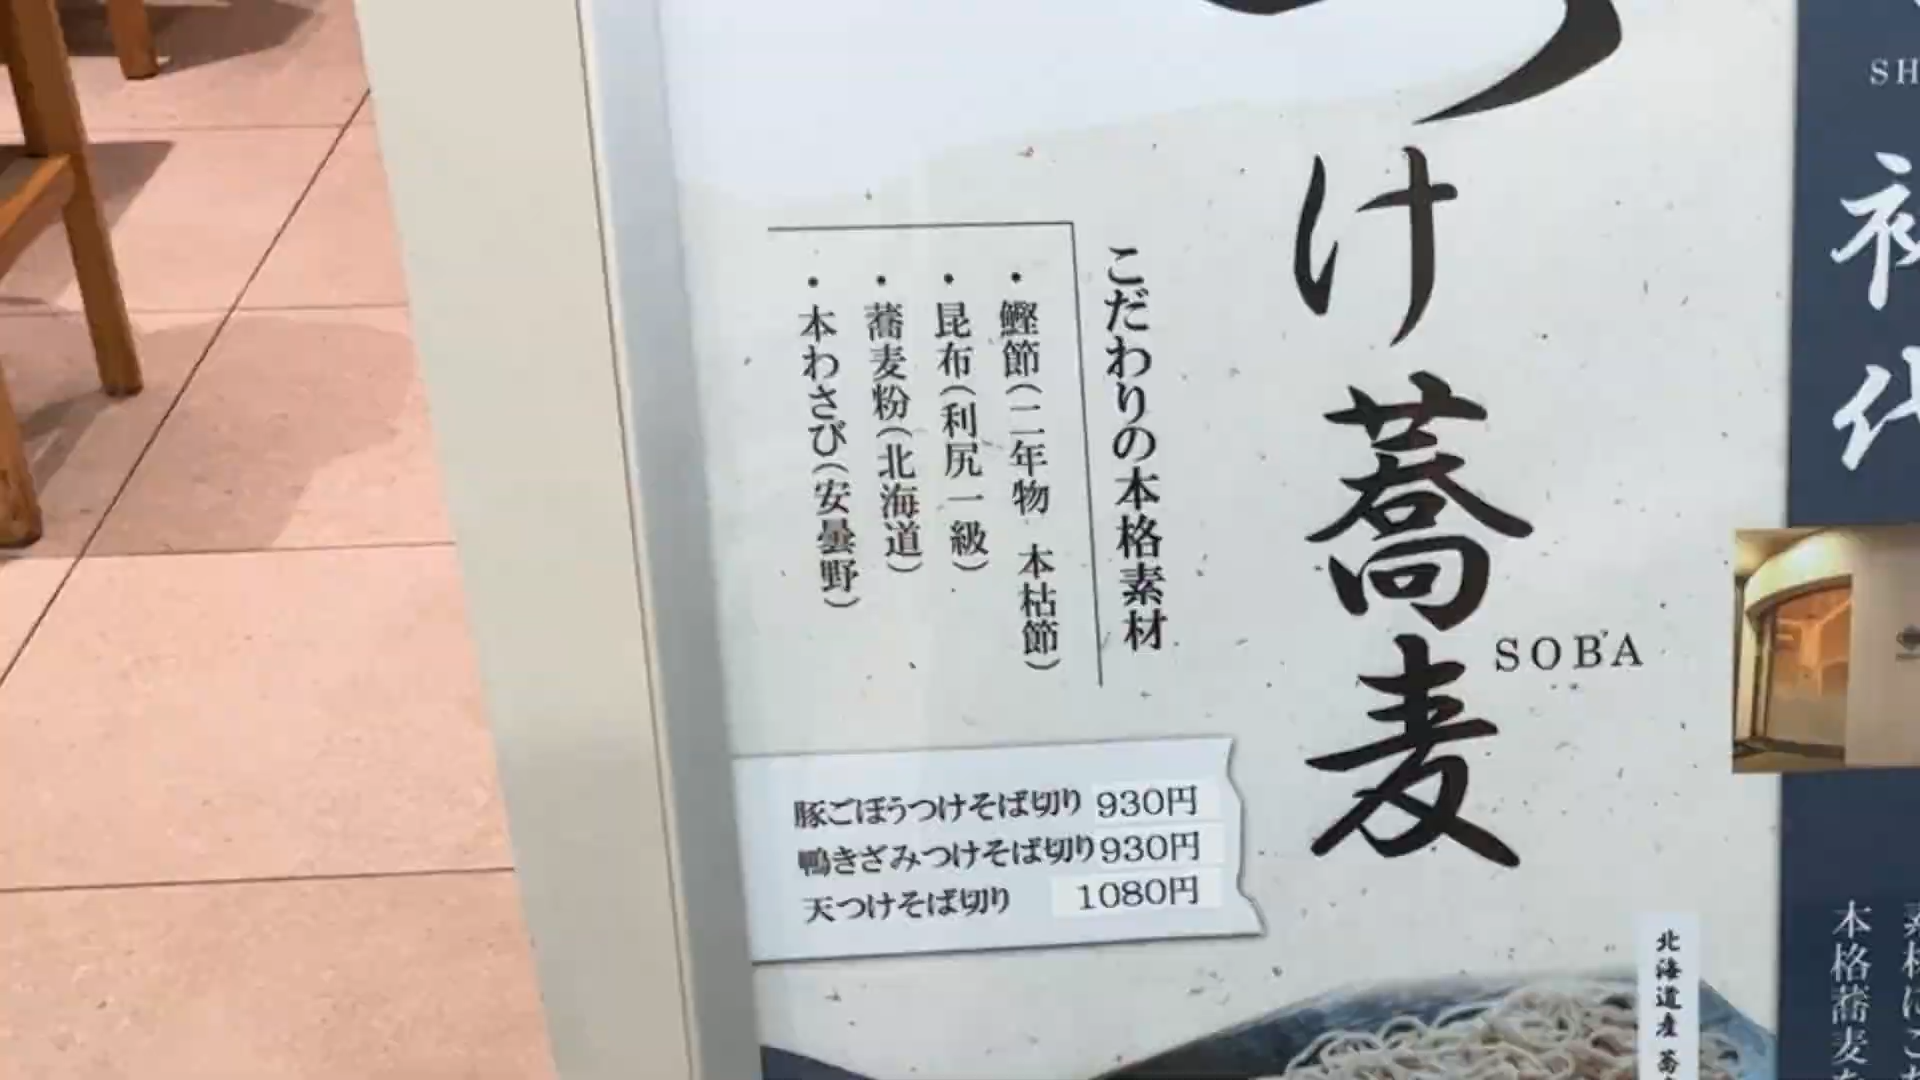 つけ蕎麦
SOBA
こだわりの本格素材
・鰹節(二年物 本枯節)
・昆布(利尻一級)
・蕎麦粉(北海道)
・本わさび(安曇野)
豚ごぼうつけそば切り 930円
鴨きざみつけそば切り 930円
天つけそば切り 1080円
北海道産
SH
初代
本格蕎麦を